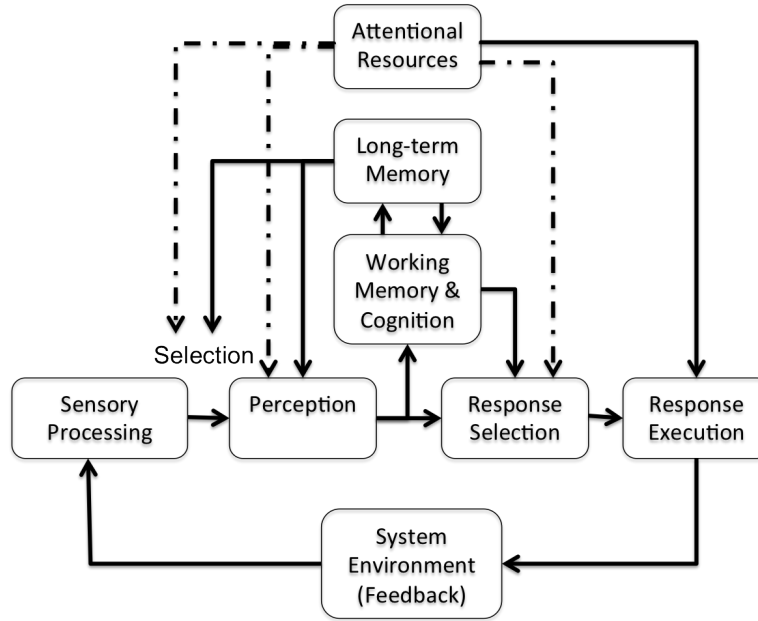 Attentional
Resources
Long-term
Memory
Working
Memory &
Cognition
Selection
Sensory
Processing
Perception
Response
Selection
Response
Execution
System
Environment
(Feedback)